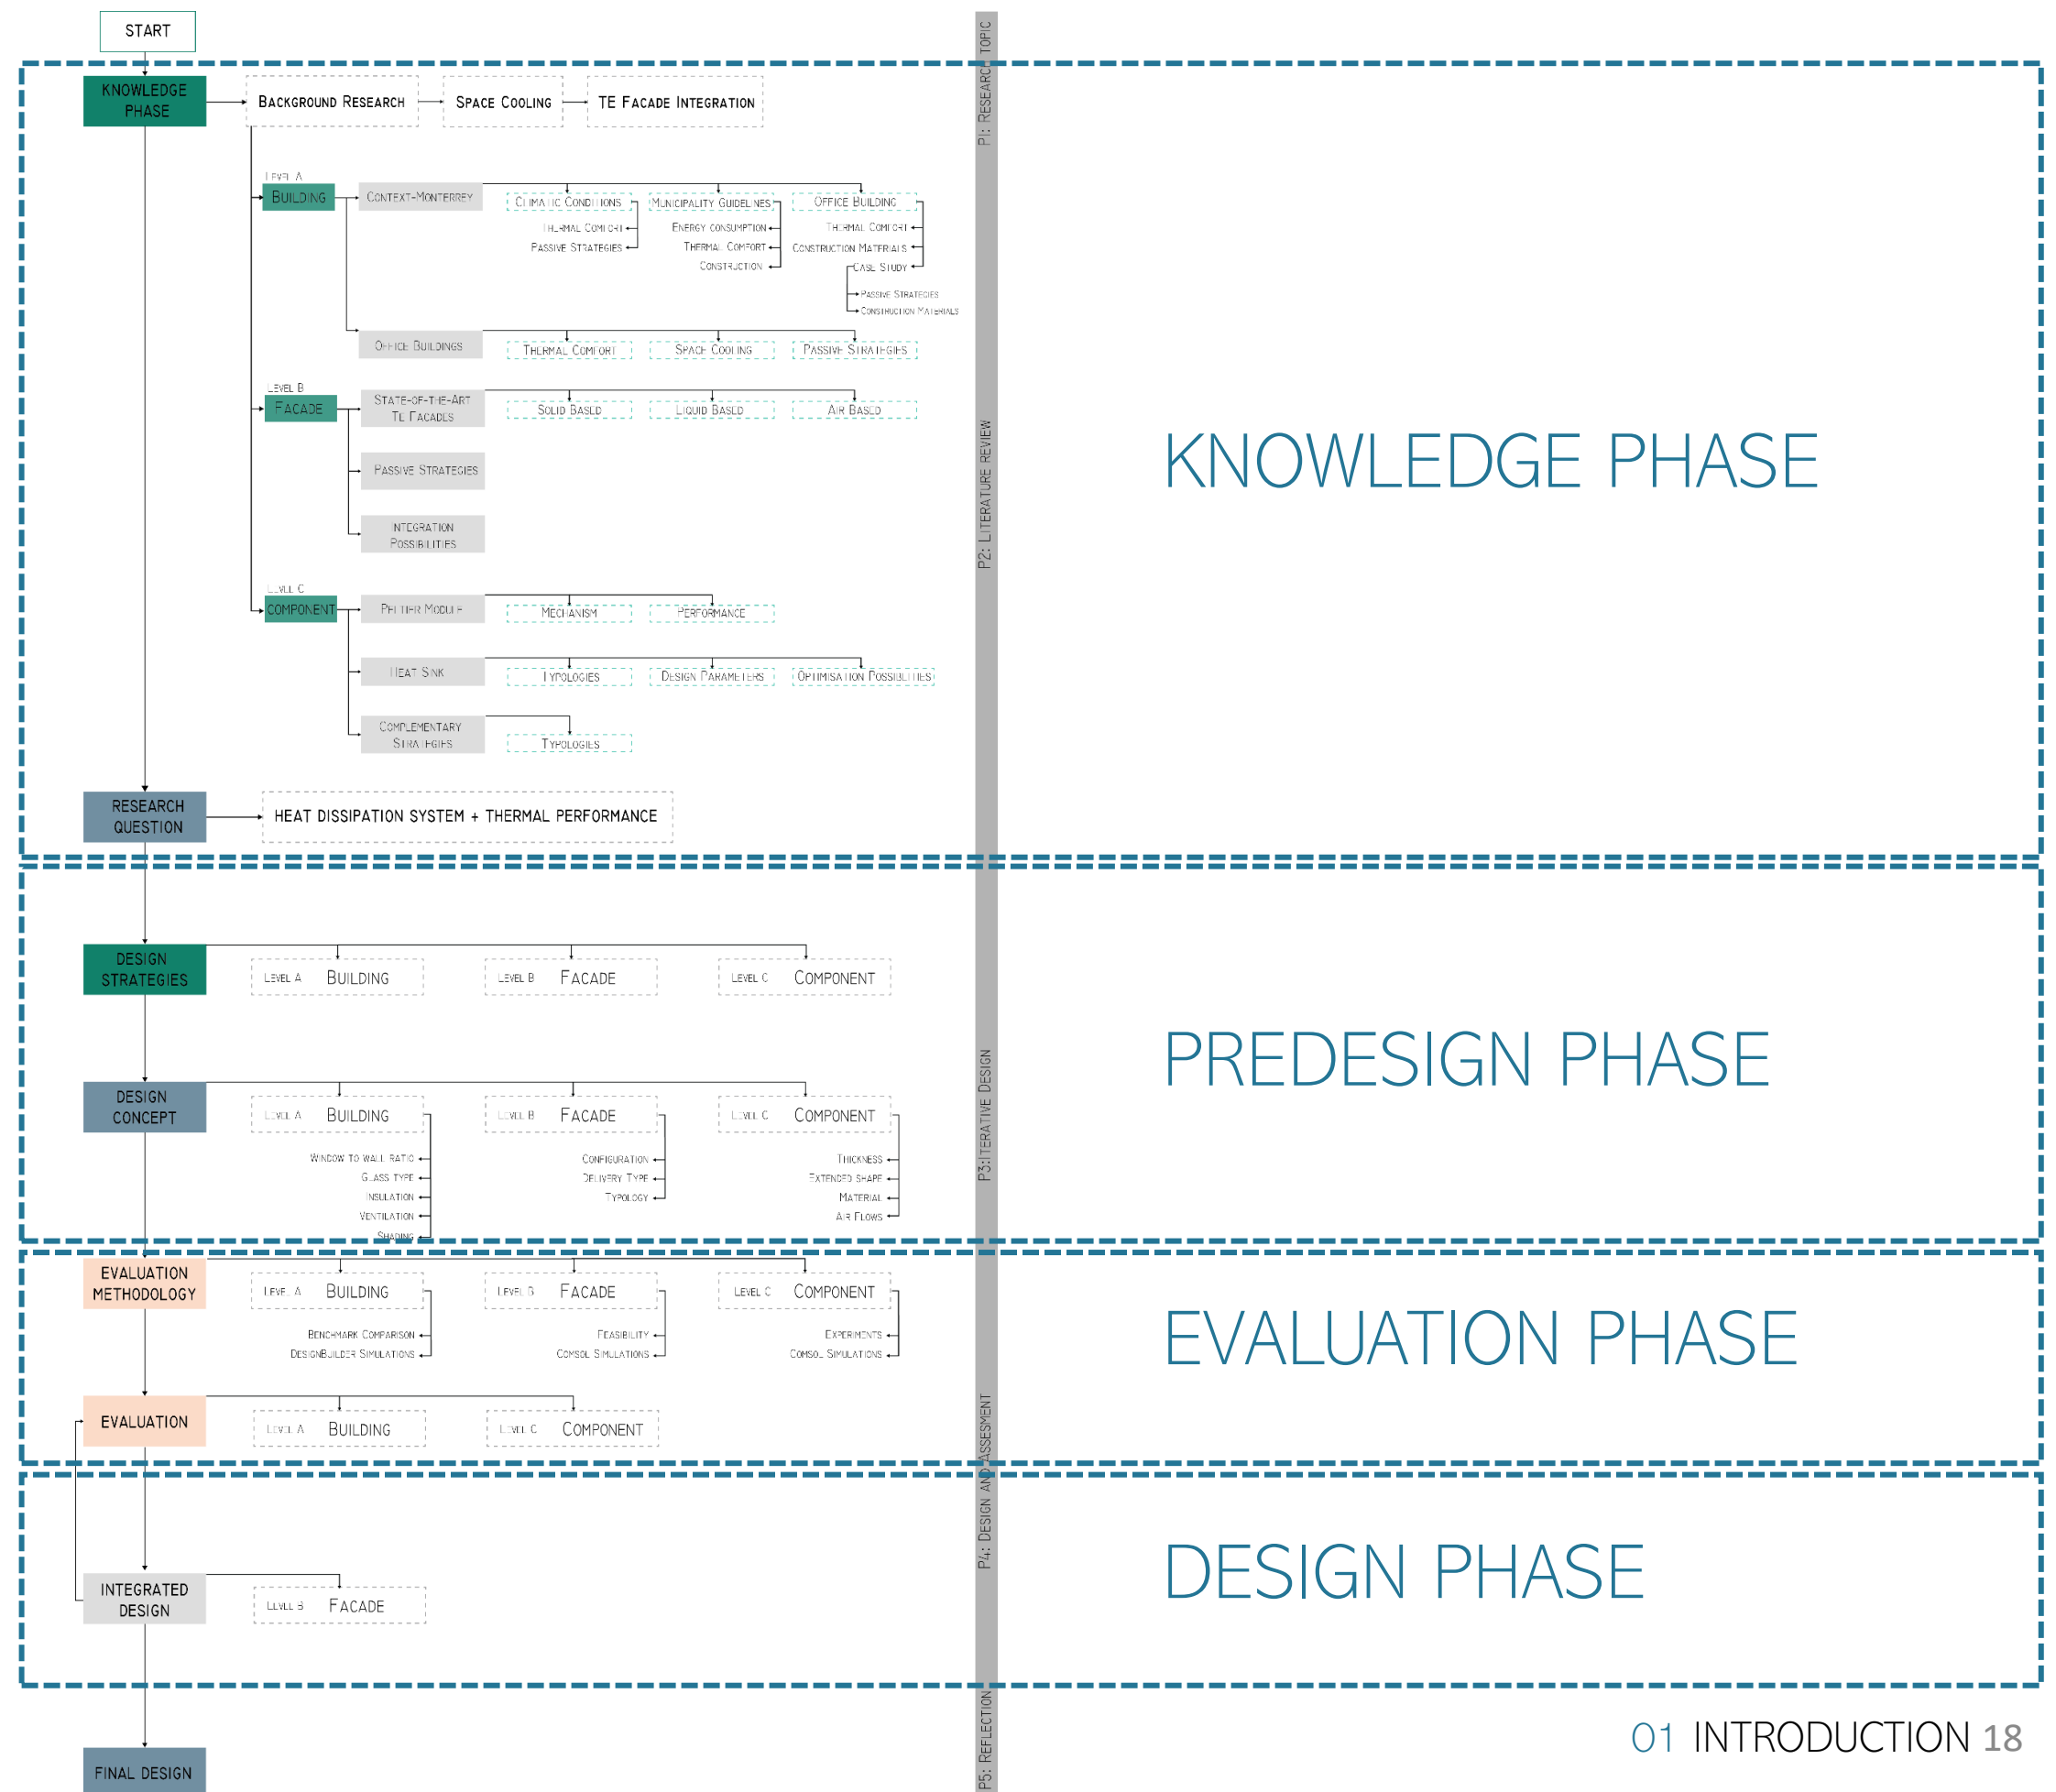 START
KNOWLEDGE
PHASE
BACKGROUND RESEARCH
SPACE COOLING
TE FACADE INTEGRATION
LEVEL A
BUILDING
CONTEXT-MONTERREY
CLIMATIC CONDITIONS
MUNICIPALITY GUIDELINES
OFFICE BUILDING
THERMAL COMFORT
PASSIVE STRATEGIES
ENERGY CONSUMPTION
THERMAL COMFORT
CONSTRUCTION
THERMAL COMFORT
CONSTRUCTION MATERIALS
CASE STUDY
PASSIVE STRATEGIES
CONSTRUCTION MATERIALS
OFFICE BUILDINGS
THERMAL COMFORT
SPACE COOLING
PASSIVE STRATEGIES
LEVEL B
FACADE
STATE-OF-THE-ART
TE FACADES
SOLID BASED
LIQUID BASED
AIR BASED
PASSIVE STRATEGIES
INTEGRATION
POSSIBILITIES
LEVEL C
COMPONENT
PELTIER MODULE
MECHANISM
PERFORMANCE
HEAT SINK
TYPOLOGIES
DESIGN PARAMETERS
OPTIMISATION POSSIBLITIES
COMPLEMENTARY
STRATEGIES
TYPOLOGIES
RESEARCH
QUESTION
HEAT DISSIPATION SYSTEM + THERMAL PERFORMANCE
DESIGN
STRATEGIES
LEVEL A BUILDING
LEVEL B FACADE
LEVEL C COMPONENT
DESIGN
CONCEPT
LEVEL A BUILDING
LEVEL B FACADE
LEVEL C COMPONENT
WINDOW TO WALL RATIO
GLASS TYPE
INSULATION
VENTILATION
SHADING
CONFIGURATION
DELIVERY TYPE
TYPOLOGY
THICKNESS
EXTENDED SHAPE
MATERIAL
AIR FLOWS
EVALUATION
METHODOLOGY
LEVEL A BUILDING
LEVEL B FACADE
LEVEL C COMPONENT
BENCHMARK COMPARISON
DESIGNBUILDER SIMULATIONS
FEASIBILITY
COMSOL SIMULATIONS
EXPERIMENTS
COMSOL SIMULATIONS
EVALUATION
LEVEL A BUILDING
LEVEL C COMPONENT
INTEGRATED
DESIGN
LEVEL B FACADE
FINAL DESIGN
P1: RESEARCH TOPIC
P2: LITERATURE REVIEW
P3:ITERATIVE DESIGN
P4: DESIGN AND ASSESMENT
P5: REFLECTION
KNOWLEDGE PHASE
PREDESIGN PHASE
EVALUATION PHASE
DESIGN PHASE
01 INTRODUCTION 18